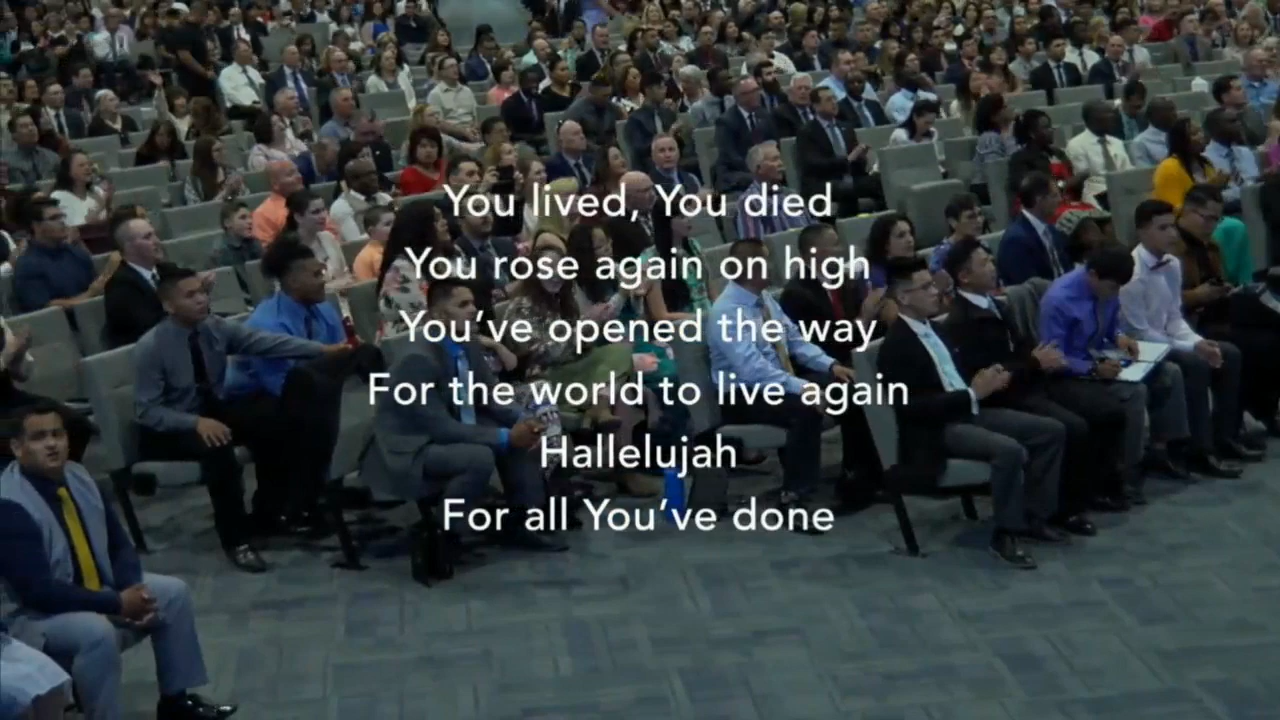 You lived, You died
You rose again on high
You've opened the way
For the world to live again
Hallelujah
For all You've done